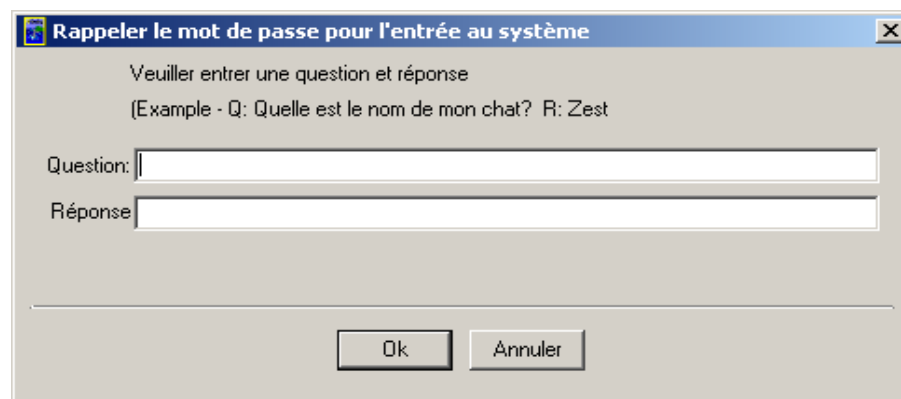 Rappeler le mot de passe pour l'entrée au système
Veuiller entrer une question et réponse
(Example - Q: Quelle est le nom de mon chat? R: Zest
Question:
Réponse
Ok
Annuler